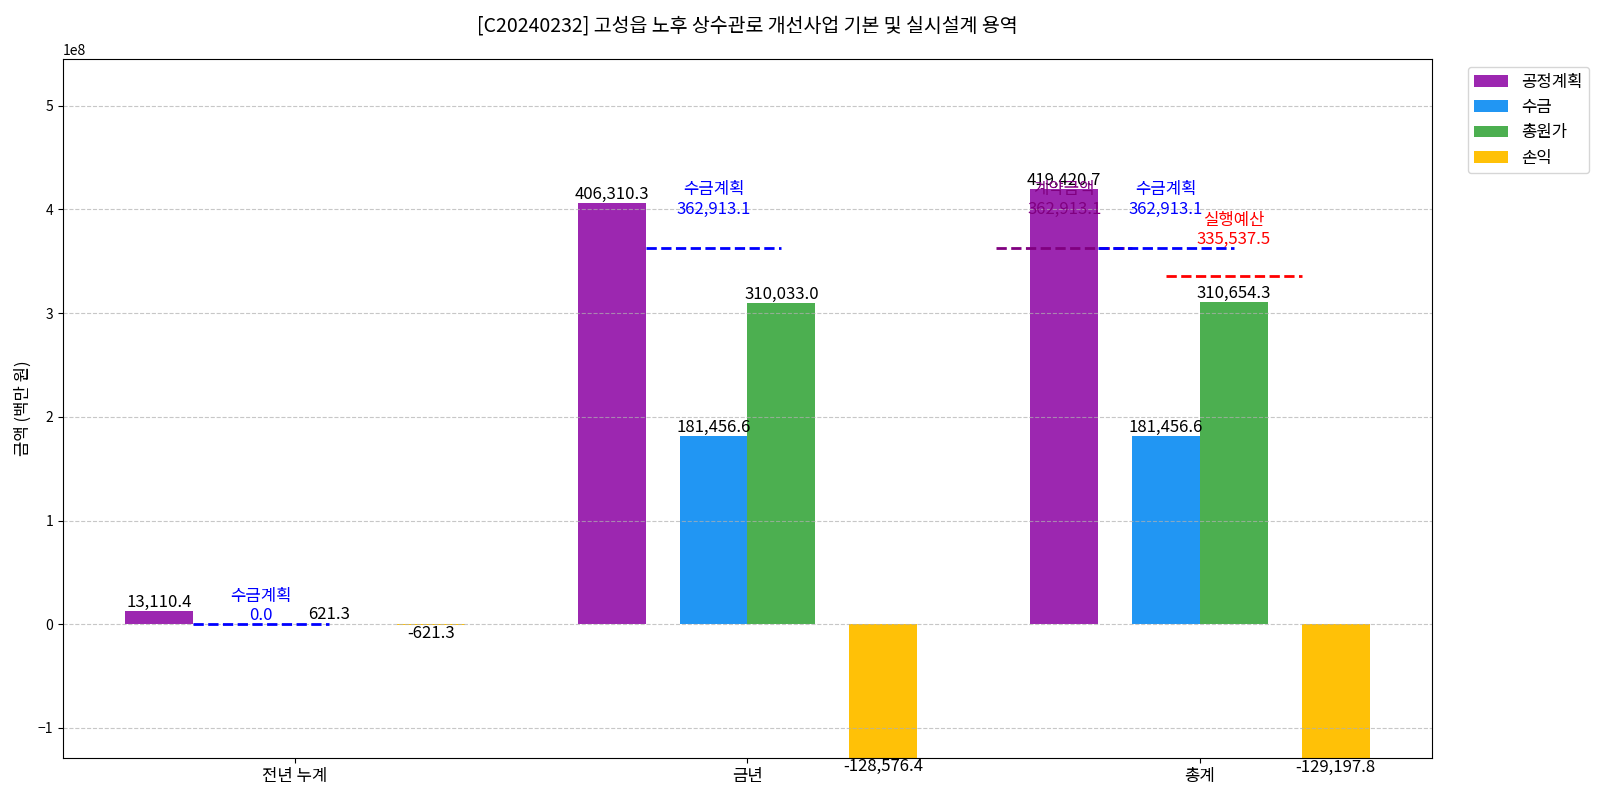 [C20240232] 고성읍 노후 상수관로 개선사업 기본 및 실시설계 용역
1e8
금액 (백만 원)
5
4
3
2
1
0
−1
13,110.4
수금계획
0.0
621.3
-621.3
406,310.3
수금계획
362,913.1
181,456.6
310,033.0
-128,576.4
419,420.7
계약금액
362,913.1
수금계획
362,913.1
실행예산
335,537.5
181,456.6
310,654.3
-129,197.8
전년 누계
금년
총계
공정계획
수금
총원가
손익